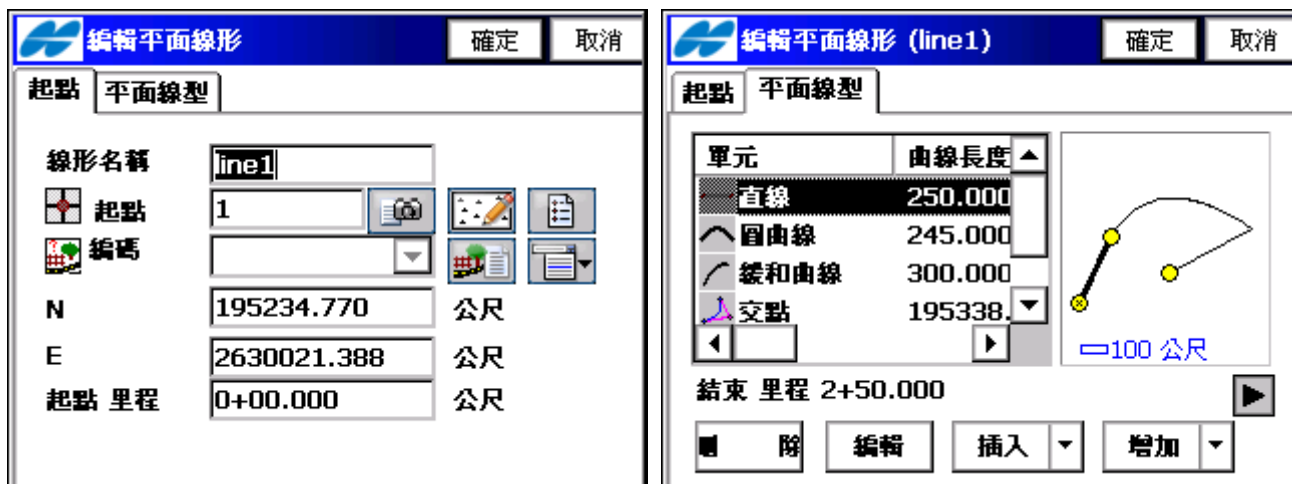 編輯平面線形
確定
取消
起點
平面線型
線形名稱
line1
起點
1
編碼
N
195234.770
公尺
E
2630021.388
公尺
起點 里程
0+00.000
公尺
編輯平面線形 (line1)
確定
取消
起點
平面線型
單元
曲線長度
直線
250.000
圓曲線
245.000
緩和曲線
300.000
交點
195338.
100 公尺
結束 里程 2+50.000
除
編輯
插入
增加